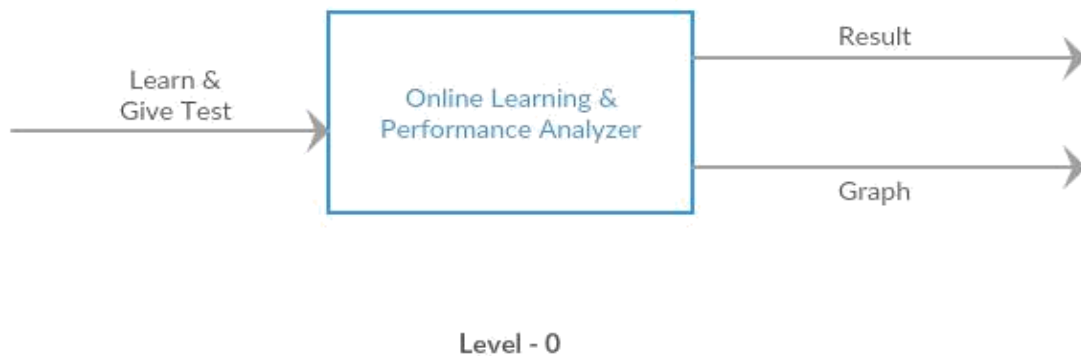 Learn &
Give Test
Online Learning &
Performance Analyzer
Result
Graph
Level - 0